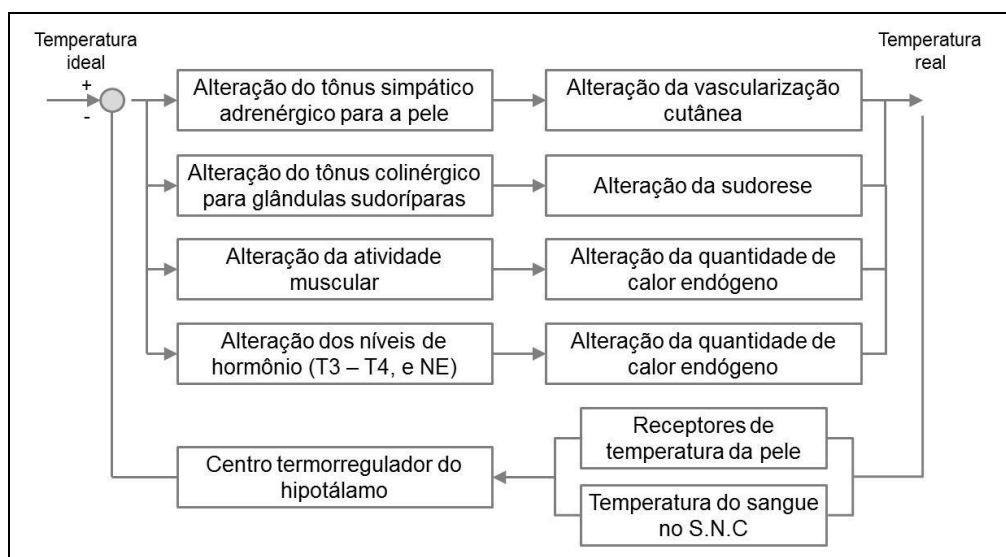 Temperatura
ideal
Temperatura
real
+
-
Alteração do tônus simpático
adrenérgico para a pele
Alteração da vascularização
cutânea
Alteração do tônus colinérgico
para glândulas sudoríparas
Alteração da sudorese
Alteração da atividade
muscular
Alteração da quantidade de
calor endógeno
Alteração dos níveis de
hormônio (T3 – T4, e NE)
Alteração da quantidade de
calor endógeno
Receptores de
temperatura da pele
Centro termorregulador do
hipotálamo
Temperatura do sangue
no S.N.C